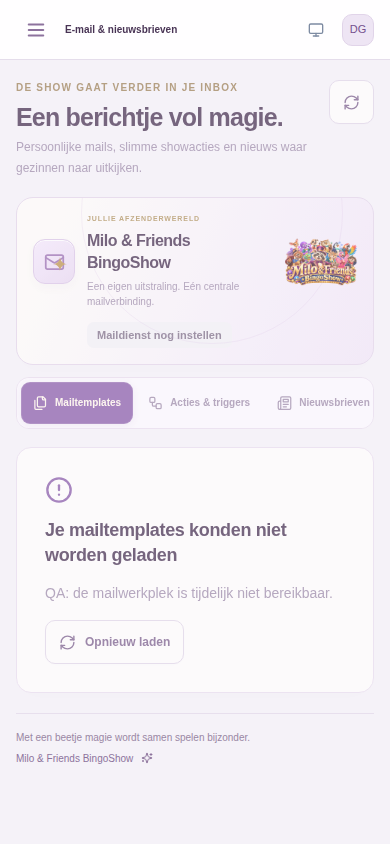 E-mail & nieuwsbrieven
DG
DE SHOW GAAT VERDER IN JE INBOX
Een berichtje vol magie.
Persoonlijke mails, slimme showacties en nieuws waar
gezinnen naar uitkijken.
JULLIE AFZENDERWERELD
Milo & Friends
BingoShow
Een eigen uitstraling. Eén centrale
mailverbinding.
Maildienst nog instellen
Milo & Friends
BingoShow
Mailtemplates
Acties & triggers
Nieuwsbrieven
Je mailtemplates konden niet
worden geladen
QA: de mailwerkplek is tijdelijk niet bereikbaar.
Opnieuw laden
Met een beetje magie wordt samen spelen bijzonder.
Milo & Friends BingoShow